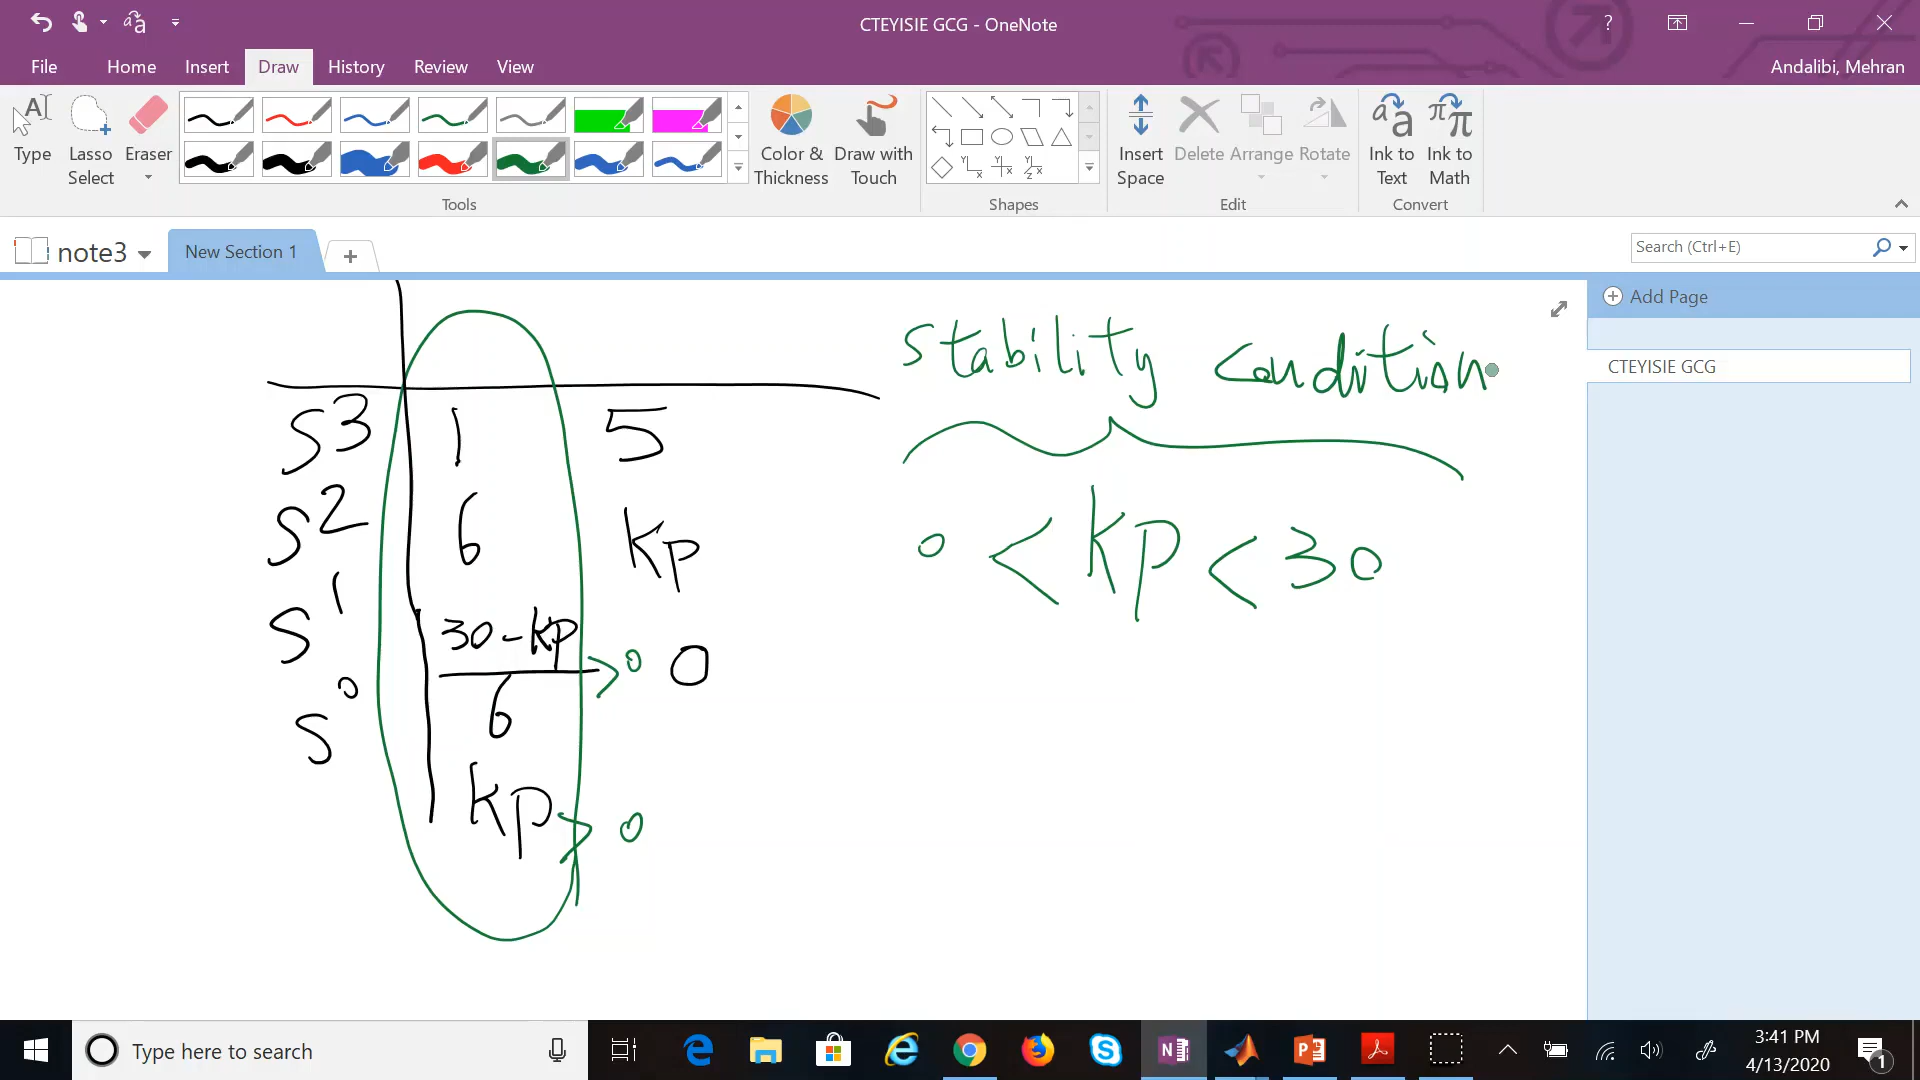 CTEYISIE GCG - OneNote
?
File Home Insert Draw History Review View
Andalibi, Mehran
Type
Lasso Select
Eraser
Tools
Color & Thickness
Draw with Touch
Shapes
Insert Space
Delete Arrange Rotate
Edit
Ink to Text
Ink to Math
Convert
note3
New Section 1
+
Search (Ctrl+E)
Add Page
CTEYISIE GCG
stability condition
S3 1 5
S2 6 kp
S1 30-kp
6
>0 0
S0 kp >0
0 < kp < 30
Type here to search
3:41 PM
4/13/2020
1